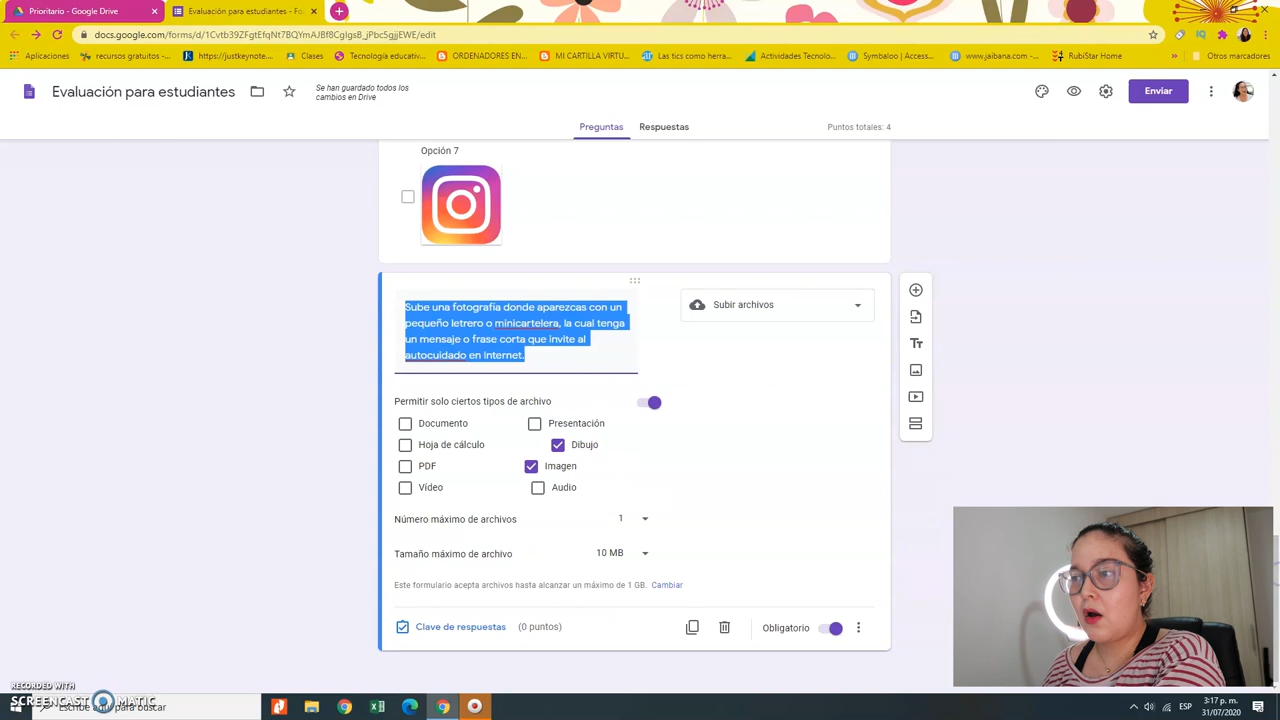 Prioritario - Google Drive
Evaluación para estudiantes - Fo
docs.google.com/forms/d/1Cvtb39ZFgtEfqNt7BQYmAJBf8CgIgsB_jPbc5gjjEWE/edit
Aplicaciones
recursos gratuitos -...
https://justkeynote...
Clases
Tecnología educativ...
ORDENADORES EN...
MI CARTILLA VIRTU...
Las tics como herra...
Actividades Tecnolo...
Symbaloo | Access...
www.jaibana.com -...
RubiStar Home
»
Otros marcadores
Evaluación para estudiantes
Se han guardado todos los
cambios en Drive
Enviar
Preguntas
Respuestas
Puntos totales: 4
Opción 7
Sube una fotografía donde aparezcas con un
pequeño letrero o minicartelera, la cual tenga
un mensaje o frase corta que invite al
autocuidado en internet.
Subir archivos
Permitir solo ciertos tipos de archivo
Documento
Presentación
Hoja de cálculo
Dibujo
PDF
Imagen
Vídeo
Audio
Número máximo de archivos
1
Tamaño máximo de archivo
10 MB
Este formulario acepta archivos hasta alcanzar un máximo de 1 GB. Cambiar
Clave de respuestas
(0 puntos)
Obligatorio
RECORDED WITH
SCREENCAST MATIC
Escribe aquí para buscar
ESP
3:17 p. m.
31/07/2020